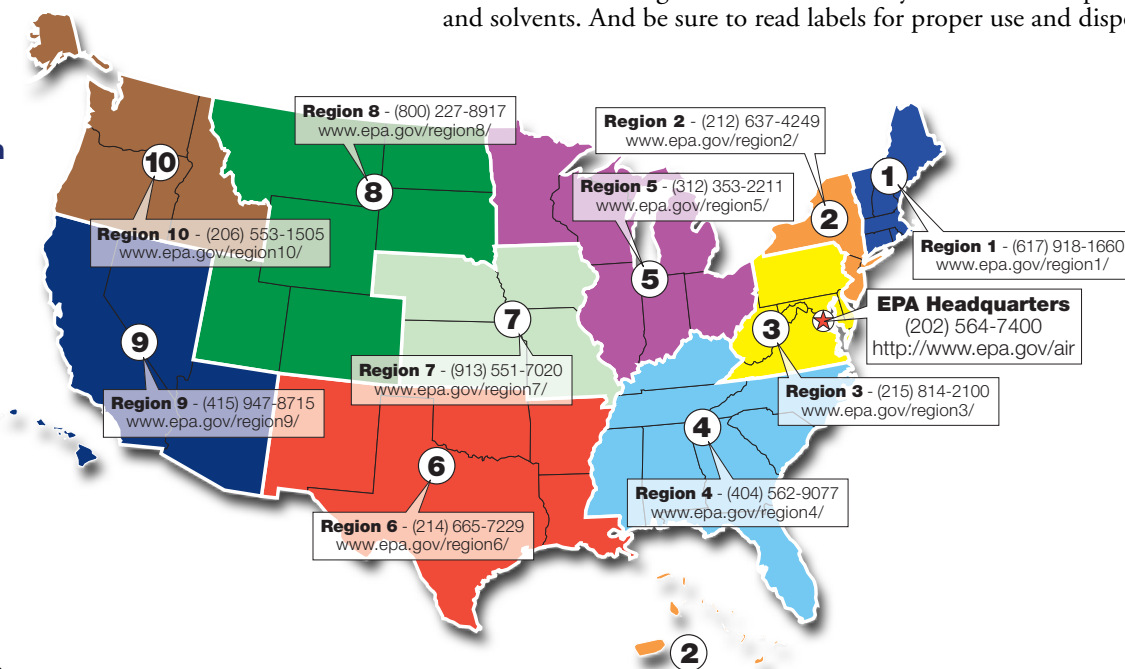 and solvents. And be sure to read labels for proper use and
Region 8 - (800) 227-8917
www.epa.gov/region8/
Region 2 - (212) 637-4249
www.epa.gov/region2/
10
8
Region 5 - (312) 353-2211
www.epa.gov/region5/
1
2
Region 10 - (206) 553-1505
www.epa.gov/region10/
Region 1 - (617) 918-1660
www.epa.gov/region1/
5
7
3
EPA Headquarters
(202) 564-7400
http://www.epa.gov/air
9
Region 7 - (913) 551-7020
www.epa.gov/region7/
Region 3 - (215) 814-2100
www.epa.gov/region3/
Region 9 - (415) 947-8715
www.epa.gov/region9/
4
6
Region 4 - (404) 562-9077
www.epa.gov/region4/
Region 6 - (214) 665-7229
www.epa.gov/region6/
2